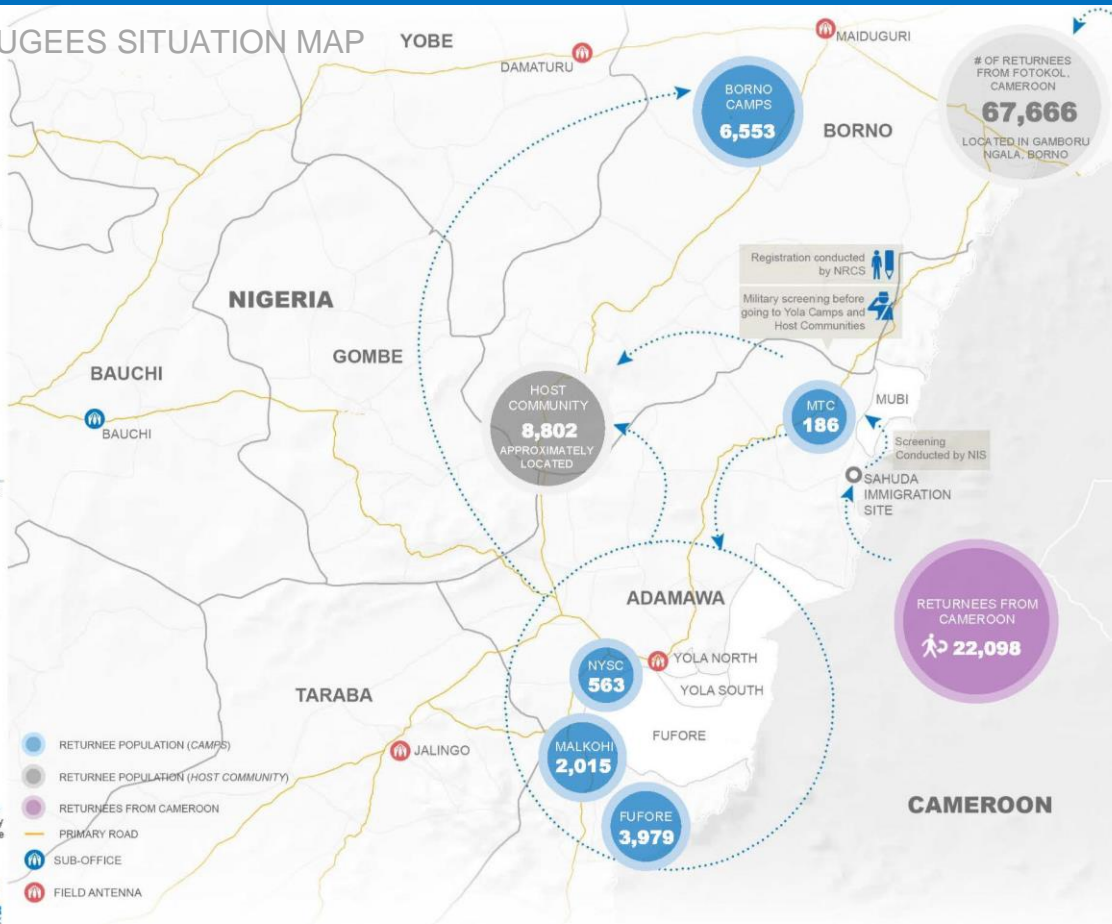 UGEES SITUATION MAP
YOBE
MAIDUGURI
DAMATURU
# OF RETURNEES
FROM FOTOKOL,
CAMEROON
67,666
LOCATED IN GAMBORU
NGALA, BORNO
BORNO
CAMPS
6,553
BORNO
Registration conducted
by NRCS
Military screening before
going to Yola Camps and
Host Communities
NIGERIA
GOMBE
BAUCHI
BAUCHI
HOST
COMMUNITY
8,802
APPROXIMATELY
LOCATED
MTC
186
MUBI
Screening
Conducted by NIS
SAHUDA
IMMIGRATION
SITE
RETURNEES FROM
CAMEROON
22,098
ADAMAWA
NYSC
563
YOLA NORTH
YOLA SOUTH
TARABA
FUFORE
MALKOHI
2,015
JALINGO
FUFORE
3,979
CAMEROON
RETURNEE POPULATION (CAMPS)
RETURNEE POPULATION (HOST COMMUNITY)
RETURNEES FROM CAMEROON
PRIMARY ROAD
SUB-OFFICE
FIELD ANTENNA